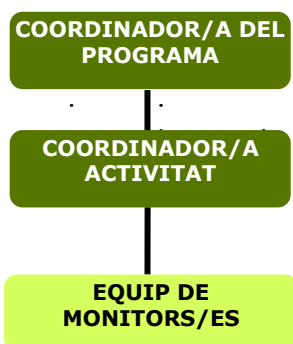 COORDINADOR/A DEL
PROGRAMA
COORDINADOR/A
ACTIVITAT
EQUIP DE
MONITORS/ES